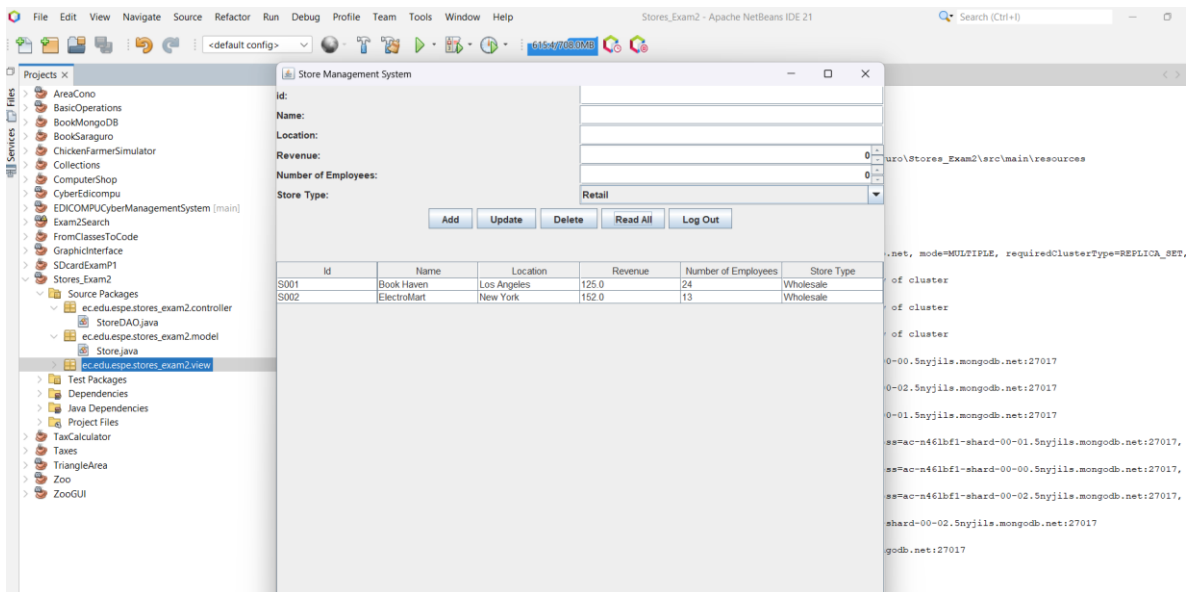 File Edit View Navigate Source Refactor Run Debug Profile Team Tools Window Help Stores_Exam2 - Apache NetBeans IDE 21 Search (Ctrl+I)
<default config> 615.4/708.0MB
Projects
Files
Services
AreaCono
BasicOperations
BookMongoDB
BookSaraguro
ChickenFarmerSimulator
Collections
ComputerShop
CyberEdicompu
EDICOMPUCyberManagementSystem [main]
Exam2Search
FromClassesToCode
GraphicInterface
SDcardExamP1
Stores_Exam2
Source Packages
ec.edu.espe.stores_exam2.controller
StoreDAO.java
ec.edu.espe.stores_exam2.model
Store.java
ec.edu.espe.stores_exam2.view
Test Packages
Dependencies
Java Dependencies
Project Files
TaxCalculator
Taxes
TriangleArea
Zoo
ZooGUI
Store Management System
id:
Name:
Location:
Revenue: 0
Number of Employees: 0
Store Type: Retail
Add Update Delete Read All Log Out
Id Name Location Revenue Number of Employees Store Type
S001 Book Haven Los Angeles 125.0 24 Wholesale
S002 ElectroMart New York 152.0 13 Wholesale
uro\Stores_Exam2\src\main\resources
.net, mode=MULTIPLE, requiredClusterType=REPLICA_SET,
of cluster
of cluster
of cluster
0-00.5nyjils.mongodb.net:27017
0-02.5nyjils.mongodb.net:27017
0-01.5nyjils.mongodb.net:27017
ss=ac-n461bf1-shard-00-01.5nyjils.mongodb.net:27017,
ss=ac-n461bf1-shard-00-00.5nyjils.mongodb.net:27017,
ss=ac-n461bf1-shard-00-02.5nyjils.mongodb.net:27017,
shard-00-02.5nyjils.mongodb.net:27017
godb.net:27017